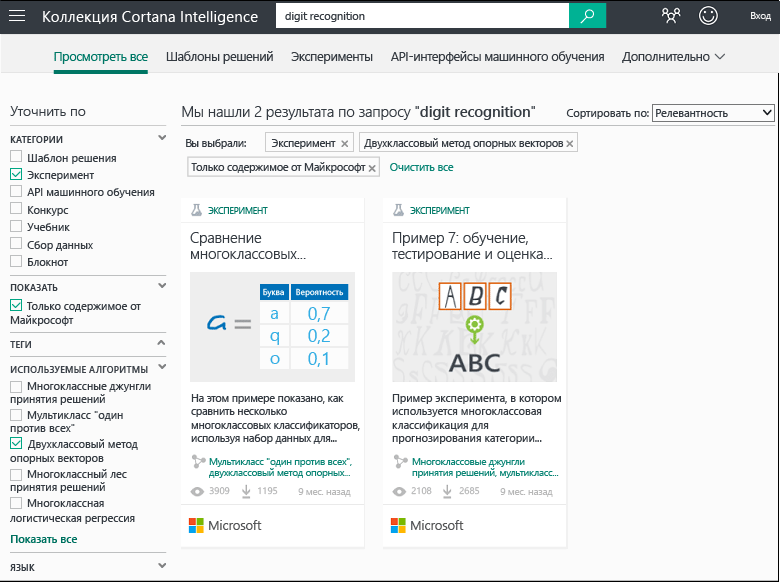 Коллекция Cortana Intelligence
digit recognition
Вход
Просмотреть все Шаблоны решений Эксперименты API-интерфейсы машинного обучения Дополнительно
Уточнить по
КАТЕГОРИИ
Шаблон решения
Эксперимент
API машинного обучения
Конкурс
Учебник
Сбор данных
Блокнот
ПОКАЗАТЬ
Только содержимое от
Майкрософт
ТЕГИ
ИСПОЛЬЗУЕМЫЕ АЛГОРИТМЫ
Многоклассные джунгли
принятия решений
Мультикласс "один
против всех"
Двухклассовый метод
опорных векторов
Многоклассный лес
принятия решений
Многоклассная
логистическая регрессия
Показать все
ЯЗЫК
Мы нашли 2 результата по запросу "digit recognition"
Сортировать по: Релевантность
Вы выбрали: Эксперимент × Двухклассовый метод опорных векторов ×
Только содержимое от Майкрософт × Очистить все
ЭКСПЕРИМЕНТ
Сравнение
многоклассовых...
Буква Вероятность
a = a 0,7
q 0,2
o 0,1
На этом примере показано, как
сравнить несколько
многоклассовых классификаторов,
используя набор данных для...
Мультикласс "один против всех",
двухклассовый метод опорных...
3909 1195 9 мес. назад
Microsoft
ЭКСПЕРИМЕНТ
Пример 7: обучение,
тестирование и оценка...
A B C
ABC
Пример эксперимента, в котором
используется многоклассовая
классификация для
прогнозирования категории...
Многоклассовые джунгли
принятия решений, мультикласс...
2108 2685 9 мес. назад
Microsoft